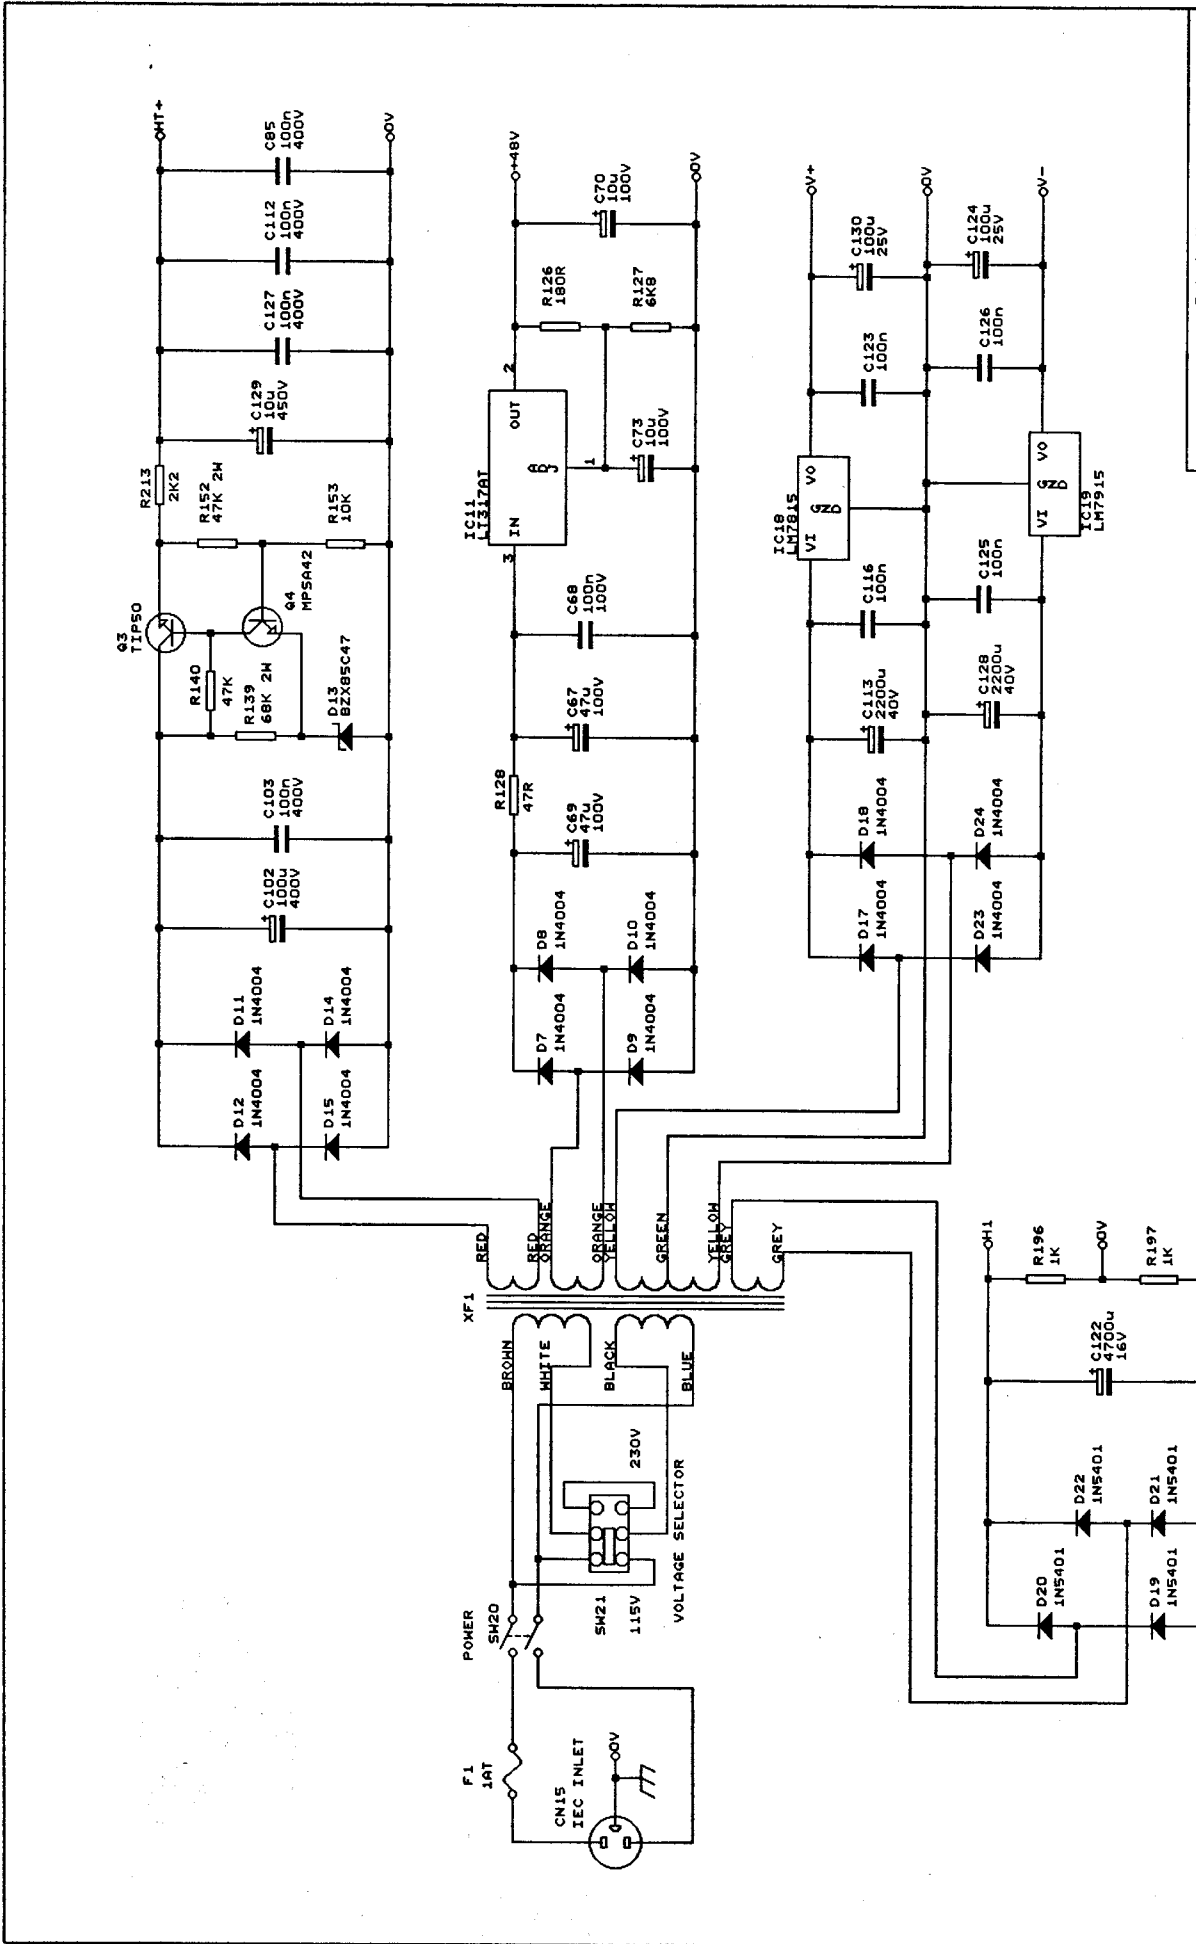 HT+
C85
100n
400V
C112
100n
400V
C127
100n
400V
C129
+
10u
450V
R213
2K2
R152
47K 2W
R153
10K
Q4
MPSA42
Q3
TIP50
R140
47K
R139
68K 2W
D13
BZX85C47
C103
100n
400V
C102
+
100u
400V
D11
1N4004
D14
1N4004
D12
1N4004
D15
1N4004
0V
+48V
C70
+
10u
100V
R126
180R
R127
6K8
2
OUT
ADJ
IN
1
3
IC11
LT317AT
C73
+
10u
100V
C68
100n
100V
C67
+
47u
100V
R128
47R
C69
+
47u
100V
D8
1N4004
D10
1N4004
D7
1N4004
D9
1N4004
0V
V+
0V
V-
C130
+
100u
25V
C124
+
100u
25V
C123
100n
C126
100n
IC18
LM7815
VI
GND
VO
IC19
LM7915
VI
GND
VO
C116
100n
C125
100n
C113
+
2200u
40V
C128
+
2200u
40V
D18
1N4004
D24
1N4004
D17
1N4004
D23
1N4004
XF1
RED
RED
ORANGE
ORANGE
YELLOW
GREEN
YELLOW
GREY
GREY
BROWN
WHITE
BLACK
BLUE
230V
115V
SW21
VOLTAGE SELECTOR
POWER
SW20
F1
1AT
CN15
IEC INLET
0V
H1
R196
1K
0V
R197
1K
C122
+
4700u
16V
D22
1N5401
D21
1N5401
D20
1N5401
D19
1N5401